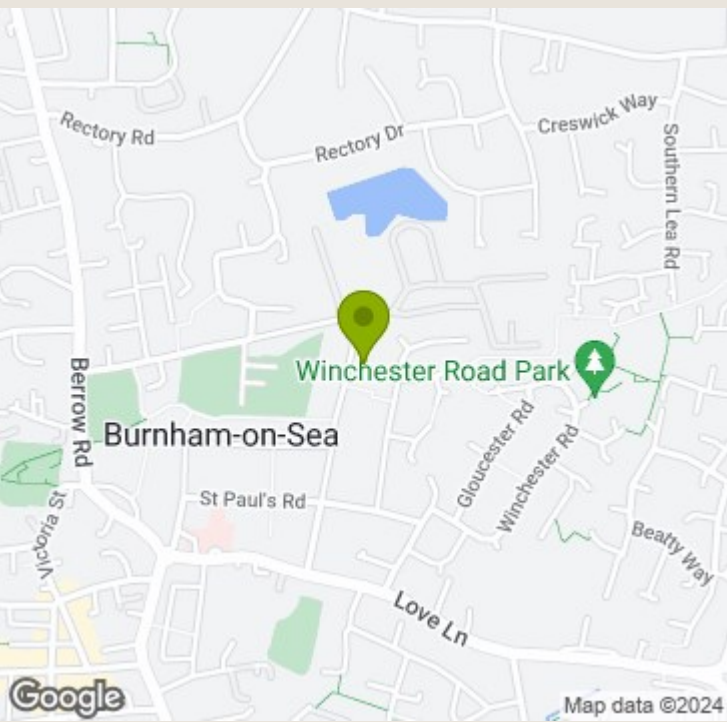 Rectory Rd
Rectory Dr
Creswick Way
Southern Lea Rd
Berrow Rd
Winchester Road Park
Burnham-on-Sea
Gloucester Rd
Winchester Rd
St Paul's Rd
Victoria St
Beatty Way
Love Ln
Google
Map data ©2024